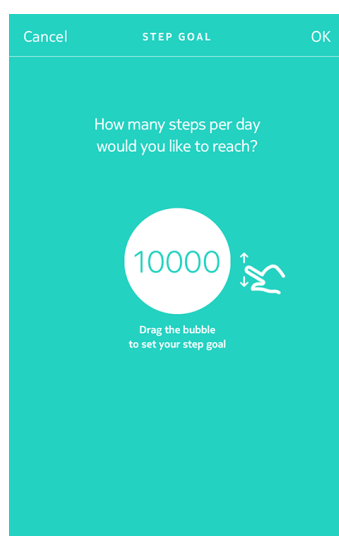 Cancel STEP GOAL OK
How many steps per day
would you like to reach?
10000
Drag the bubble
to set your step goal